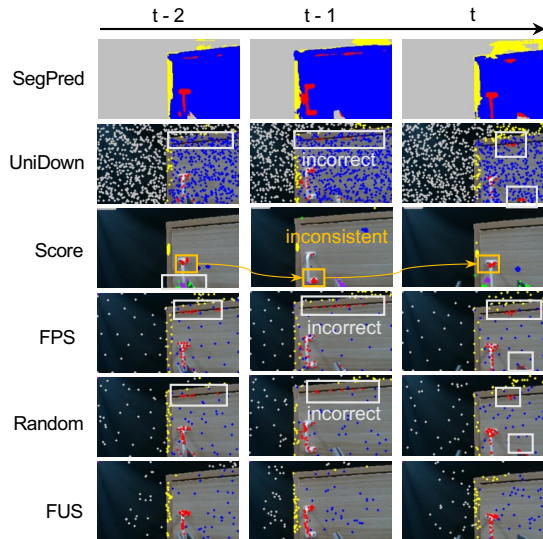 t - 2 t - 1 t
SegPred
UniDown
incorrect
Score
inconsistent
FPS
incorrect
Random
incorrect
FUS